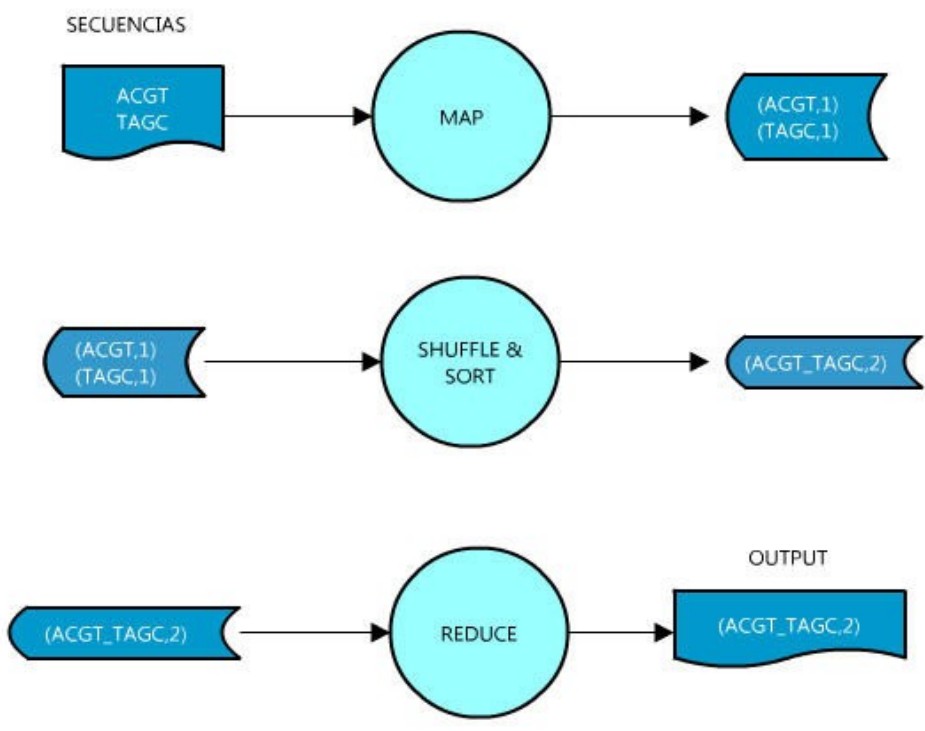 SECUENCIAS
ACGT
TAGC
MAP
(ACGT,1)
(TAGC,1)
(ACGT,1)
(TAGC,1)
SHUFFLE &
SORT
(ACGT_TAGC,2)
(ACGT_TAGC,2)
REDUCE
OUTPUT
(ACGT_TAGC,2)